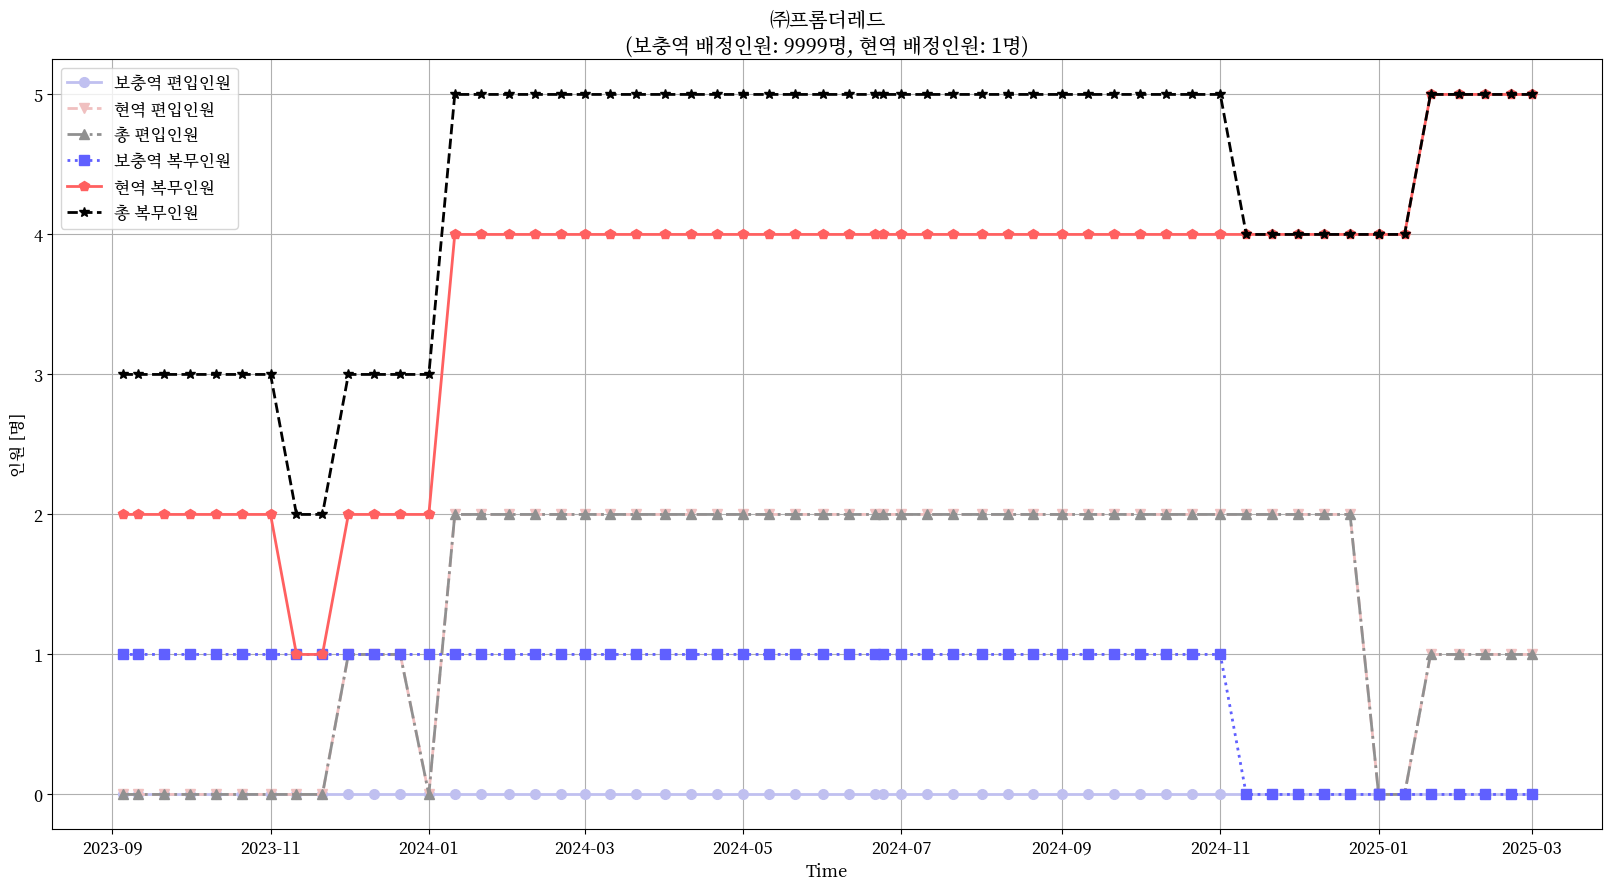 ㈜프롬더레드
(보충역 배정인원: 9999명, 현역 배정인원: 1명)
보충역 편입인원
현역 편입인원
총 편입인원
보충역 복무인원
현역 복무인원
총 복무인원
5
4
3
2
1
0
인원 [명]
2023-09 2023-11 2024-01 2024-03 2024-05 2024-07 2024-09 2024-11 2025-01 2025-03
Time